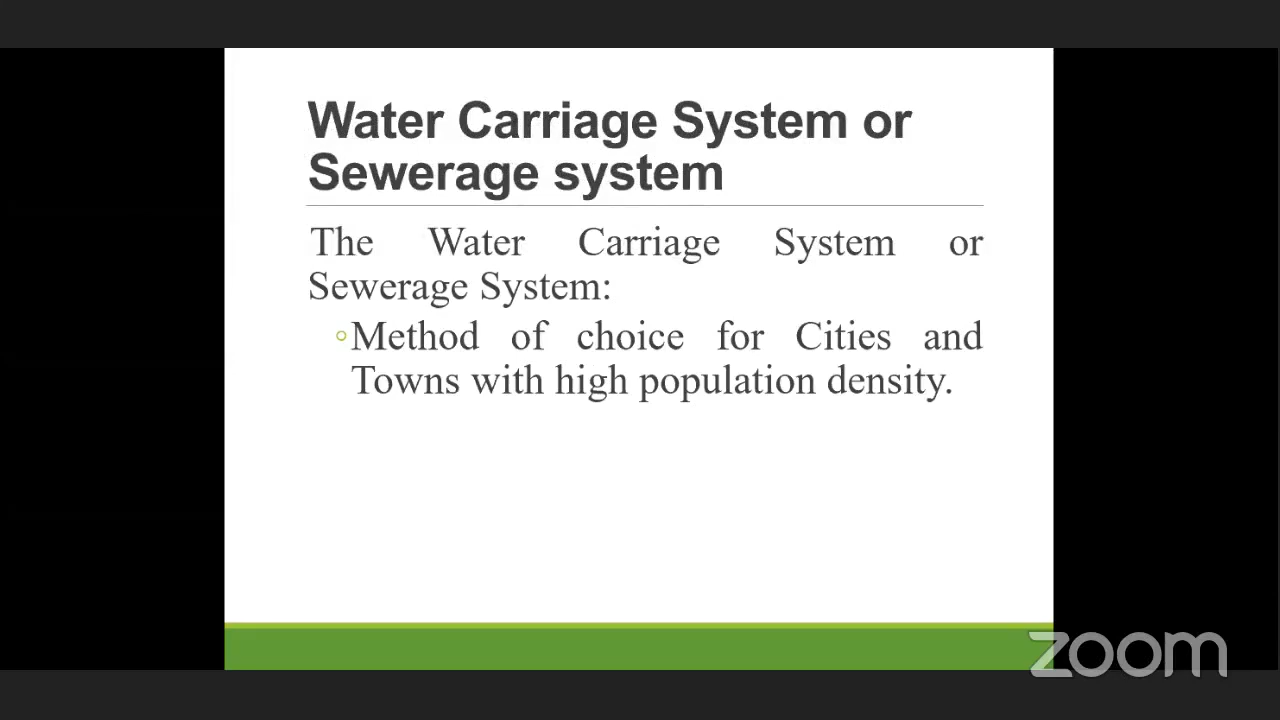 Water Carriage System or
Sewerage system
The Water Carriage System or
Sewerage System:
◦Method of choice for Cities and
Towns with high population density.
zoom